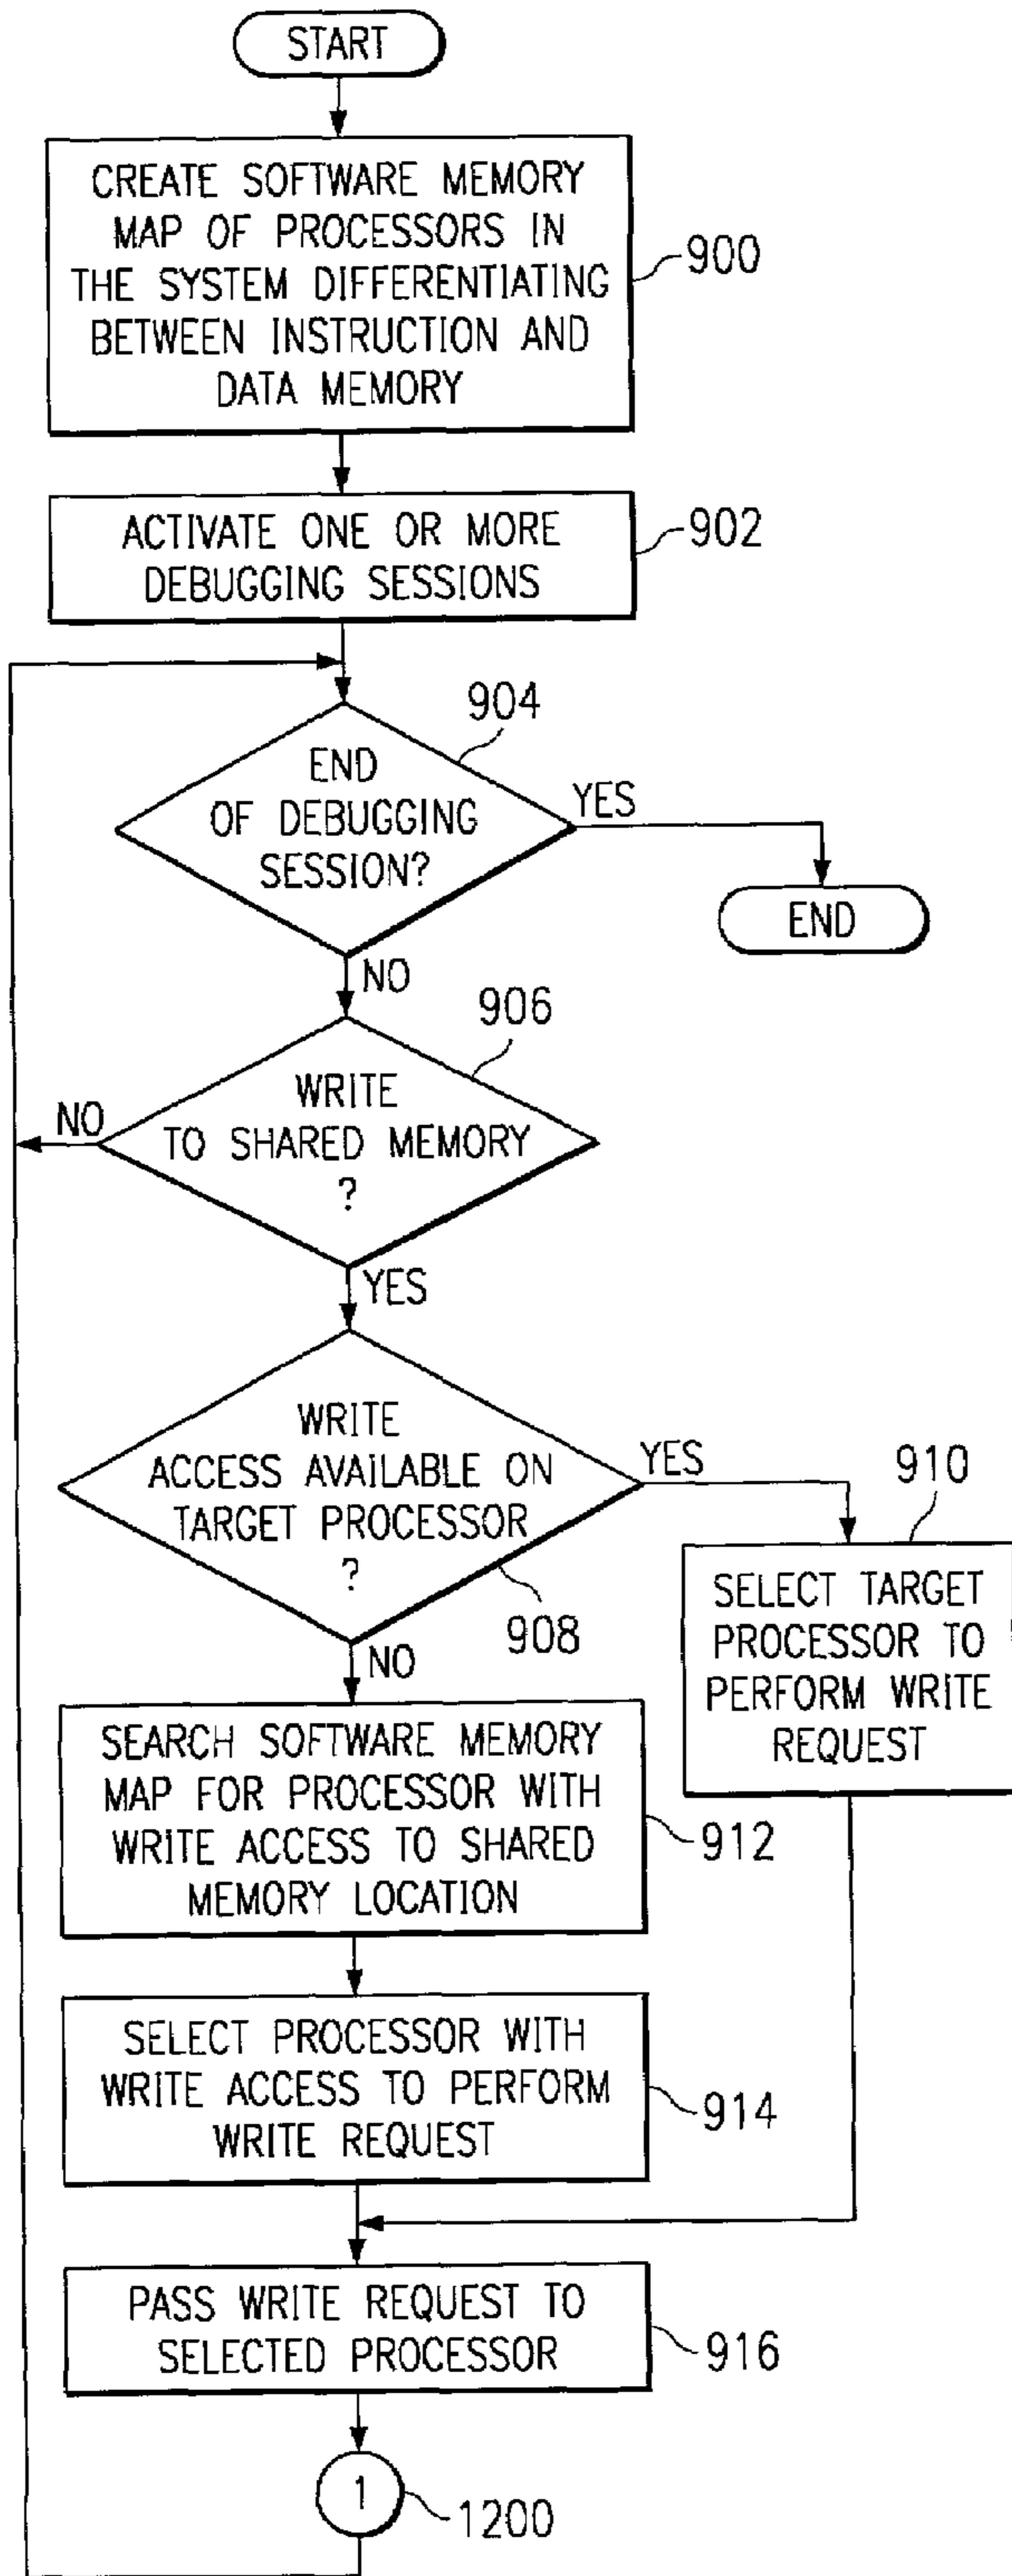 START
CREATE SOFTWARE MEMORY
MAP OF PROCESSORS IN
THE SYSTEM DIFFERENTIATING
BETWEEN INSTRUCTION AND
DATA MEMORY
900
ACTIVATE ONE OR MORE
DEBUGGING SESSIONS
902
904
END
OF DEBUGGING
SESSION?
YES
END
NO
906
WRITE
TO SHARED MEMORY
?
NO
YES
WRITE
ACCESS AVAILABLE ON
TARGET PROCESSOR
?
YES
908
910
SELECT TARGET
PROCESSOR TO
PERFORM WRITE
REQUEST
NO
SEARCH SOFTWARE MEMORY
MAP FOR PROCESSOR WITH
WRITE ACCESS TO SHARED
MEMORY LOCATION
912
SELECT PROCESSOR WITH
WRITE ACCESS TO PERFORM
WRITE REQUEST
914
PASS WRITE REQUEST TO
SELECTED PROCESSOR
916
1
1200